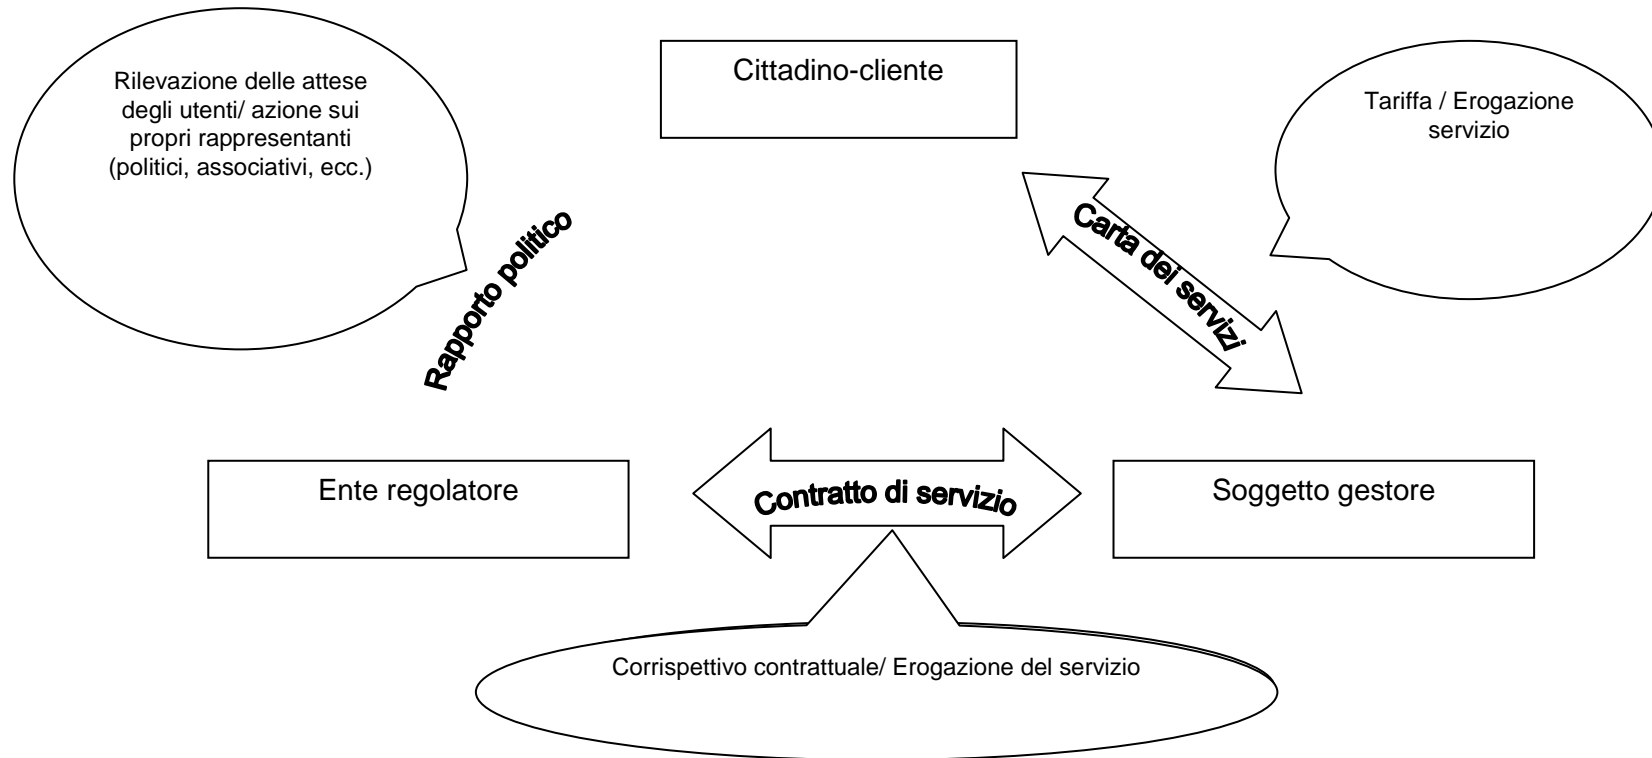 Rilevazione delle attese
degli utenti/ azione sui
propri rappresentanti
(politici, associativi, ecc.)
Cittadino-cliente
Tariffa / Erogazione
servizio
Rapporto politico
Carta dei servizi
Ente regolatore
Contratto di servizio
Soggetto gestore
Corrispettivo contrattuale/ Erogazione del servizio